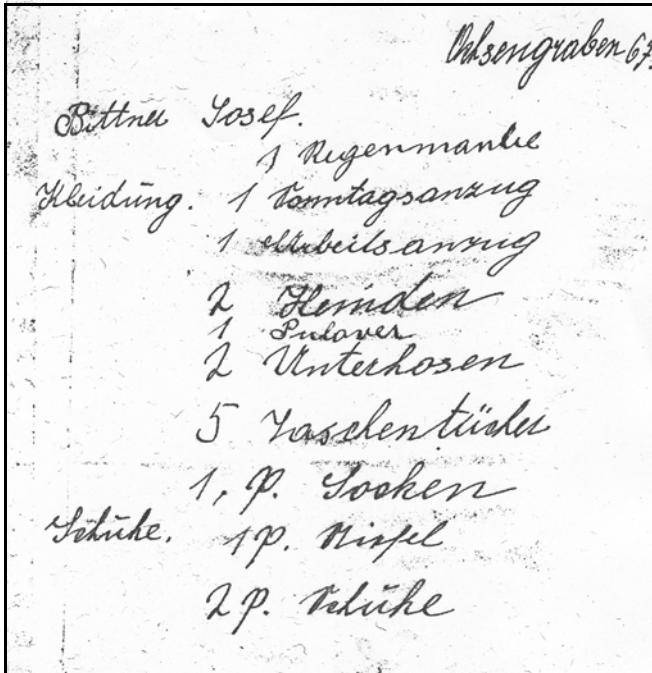 Ochsengraben 67.
Bittner Josef.
1 Regenmantel
Kleidung. 1 Sonntagsanzug
1 Arbeitsanzug
2 Hemden
1 Pulover
2 Unterhosen
5 Taschentücher
1, P. Socken
Schuhe. 1 P. Stiefel
2 P. Schuhe